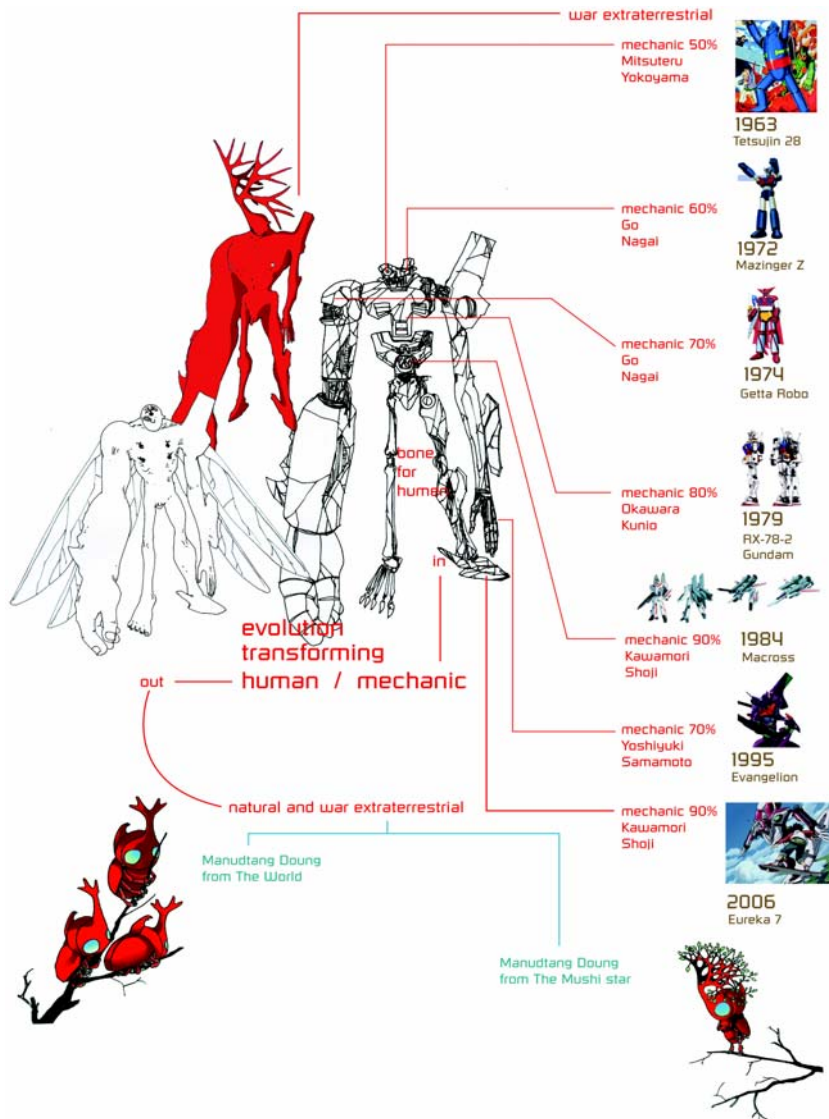 war extraterrestrial
mechanic 50%
Mitsuteru
Yokoyama
1963
Tetsujin 28
mechanic 60%
Go
Nagai
1972
Mazinger Z
mechanic 70%
Go
Nagai
1974
Getta Robo
bone
for
human
mechanic 80%
Okawara
Kunio
1979
RX-78-2
Gundam
in
evolution
transforming
human / mechanic
out
mechanic 90%
Kawamori
Shoji
1984
Macross
mechanic 70%
Yoshiyuki
Samamoto
1995
Evangelion
natural and war extraterrestrial
mechanic 90%
Kawamori
Shoji
2006
Eureka 7
Manudtang Doung
from The World
Manudtang Doung
from The Mushi star